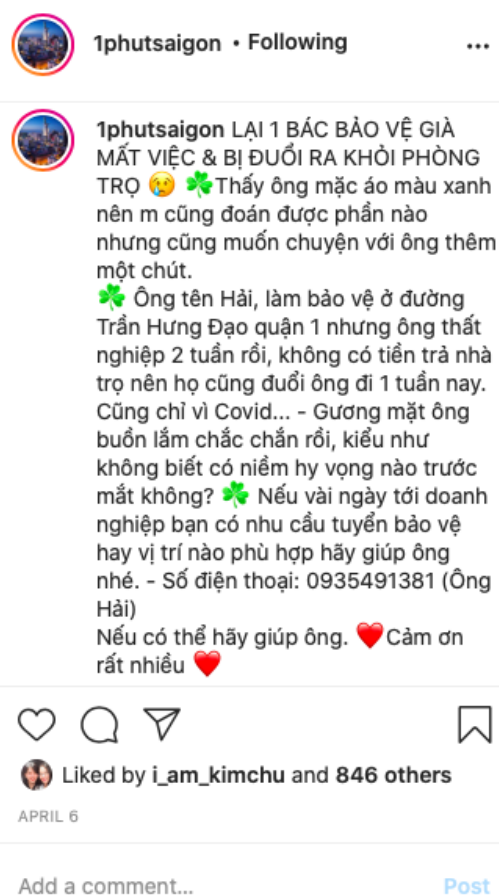 1phutsaigon • Following
...
1phutsaigon LẠI 1 BÁC BẢO VỆ GIÀ
MẤT VIỆC & BỊ ĐUỔI RA KHỎI PHÒNG
TRỌ 😢 ☘️Thấy ông mặc áo màu xanh
nên m cũng đoán được phần nào
nhưng cũng muốn chuyện với ông thêm
một chút.
☘️ Ông tên Hải, làm bảo vệ ở đường
Trần Hưng Đạo quận 1 nhưng ông thất
nghiệp 2 tuần rồi, không có tiền trả nhà
trọ nên họ cũng đuổi ông đi 1 tuần nay.
Cũng chỉ vì Covid... - Gương mặt ông
buồn lắm chắc chắn rồi, kiểu như
không biết có niềm hy vọng nào trước
mắt không? ☘️ Nếu vài ngày tới doanh
nghiệp bạn có nhu cầu tuyển bảo vệ
hay vị trí nào phù hợp hãy giúp ông
nhé. - Số điện thoại: 0935491381 (Ông
Hải)
Nếu có thể hãy giúp ông. ❤️Cảm ơn
rất nhiều ❤️
Liked by i_am_kimchu and 846 others
APRIL 6
Add a comment... Post